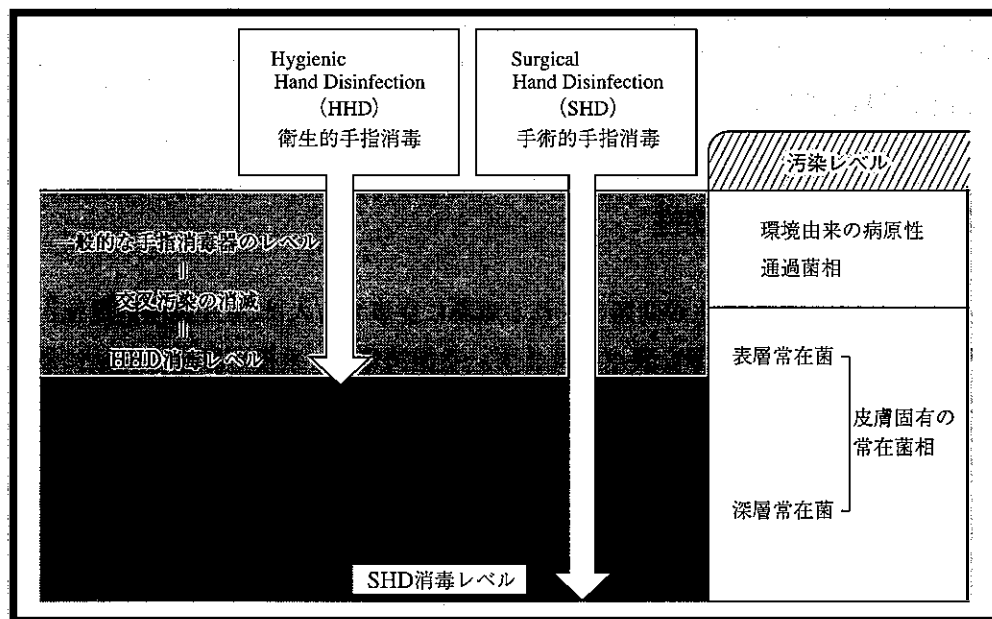 Hygienic
Hand Disinfection
(HHD)
衛生的手指消毒
Surgical
Hand Disinfection
(SHD)
手術的手指消毒
汚染レベル
一般的な手指消毒器のレベル
‖
交叉汚染の消滅
‖
HHD消毒レベル
環境由来の病原性
通過菌相
表層常在菌
皮膚固有の
常在菌相
深層常在菌
SHD消毒レベル